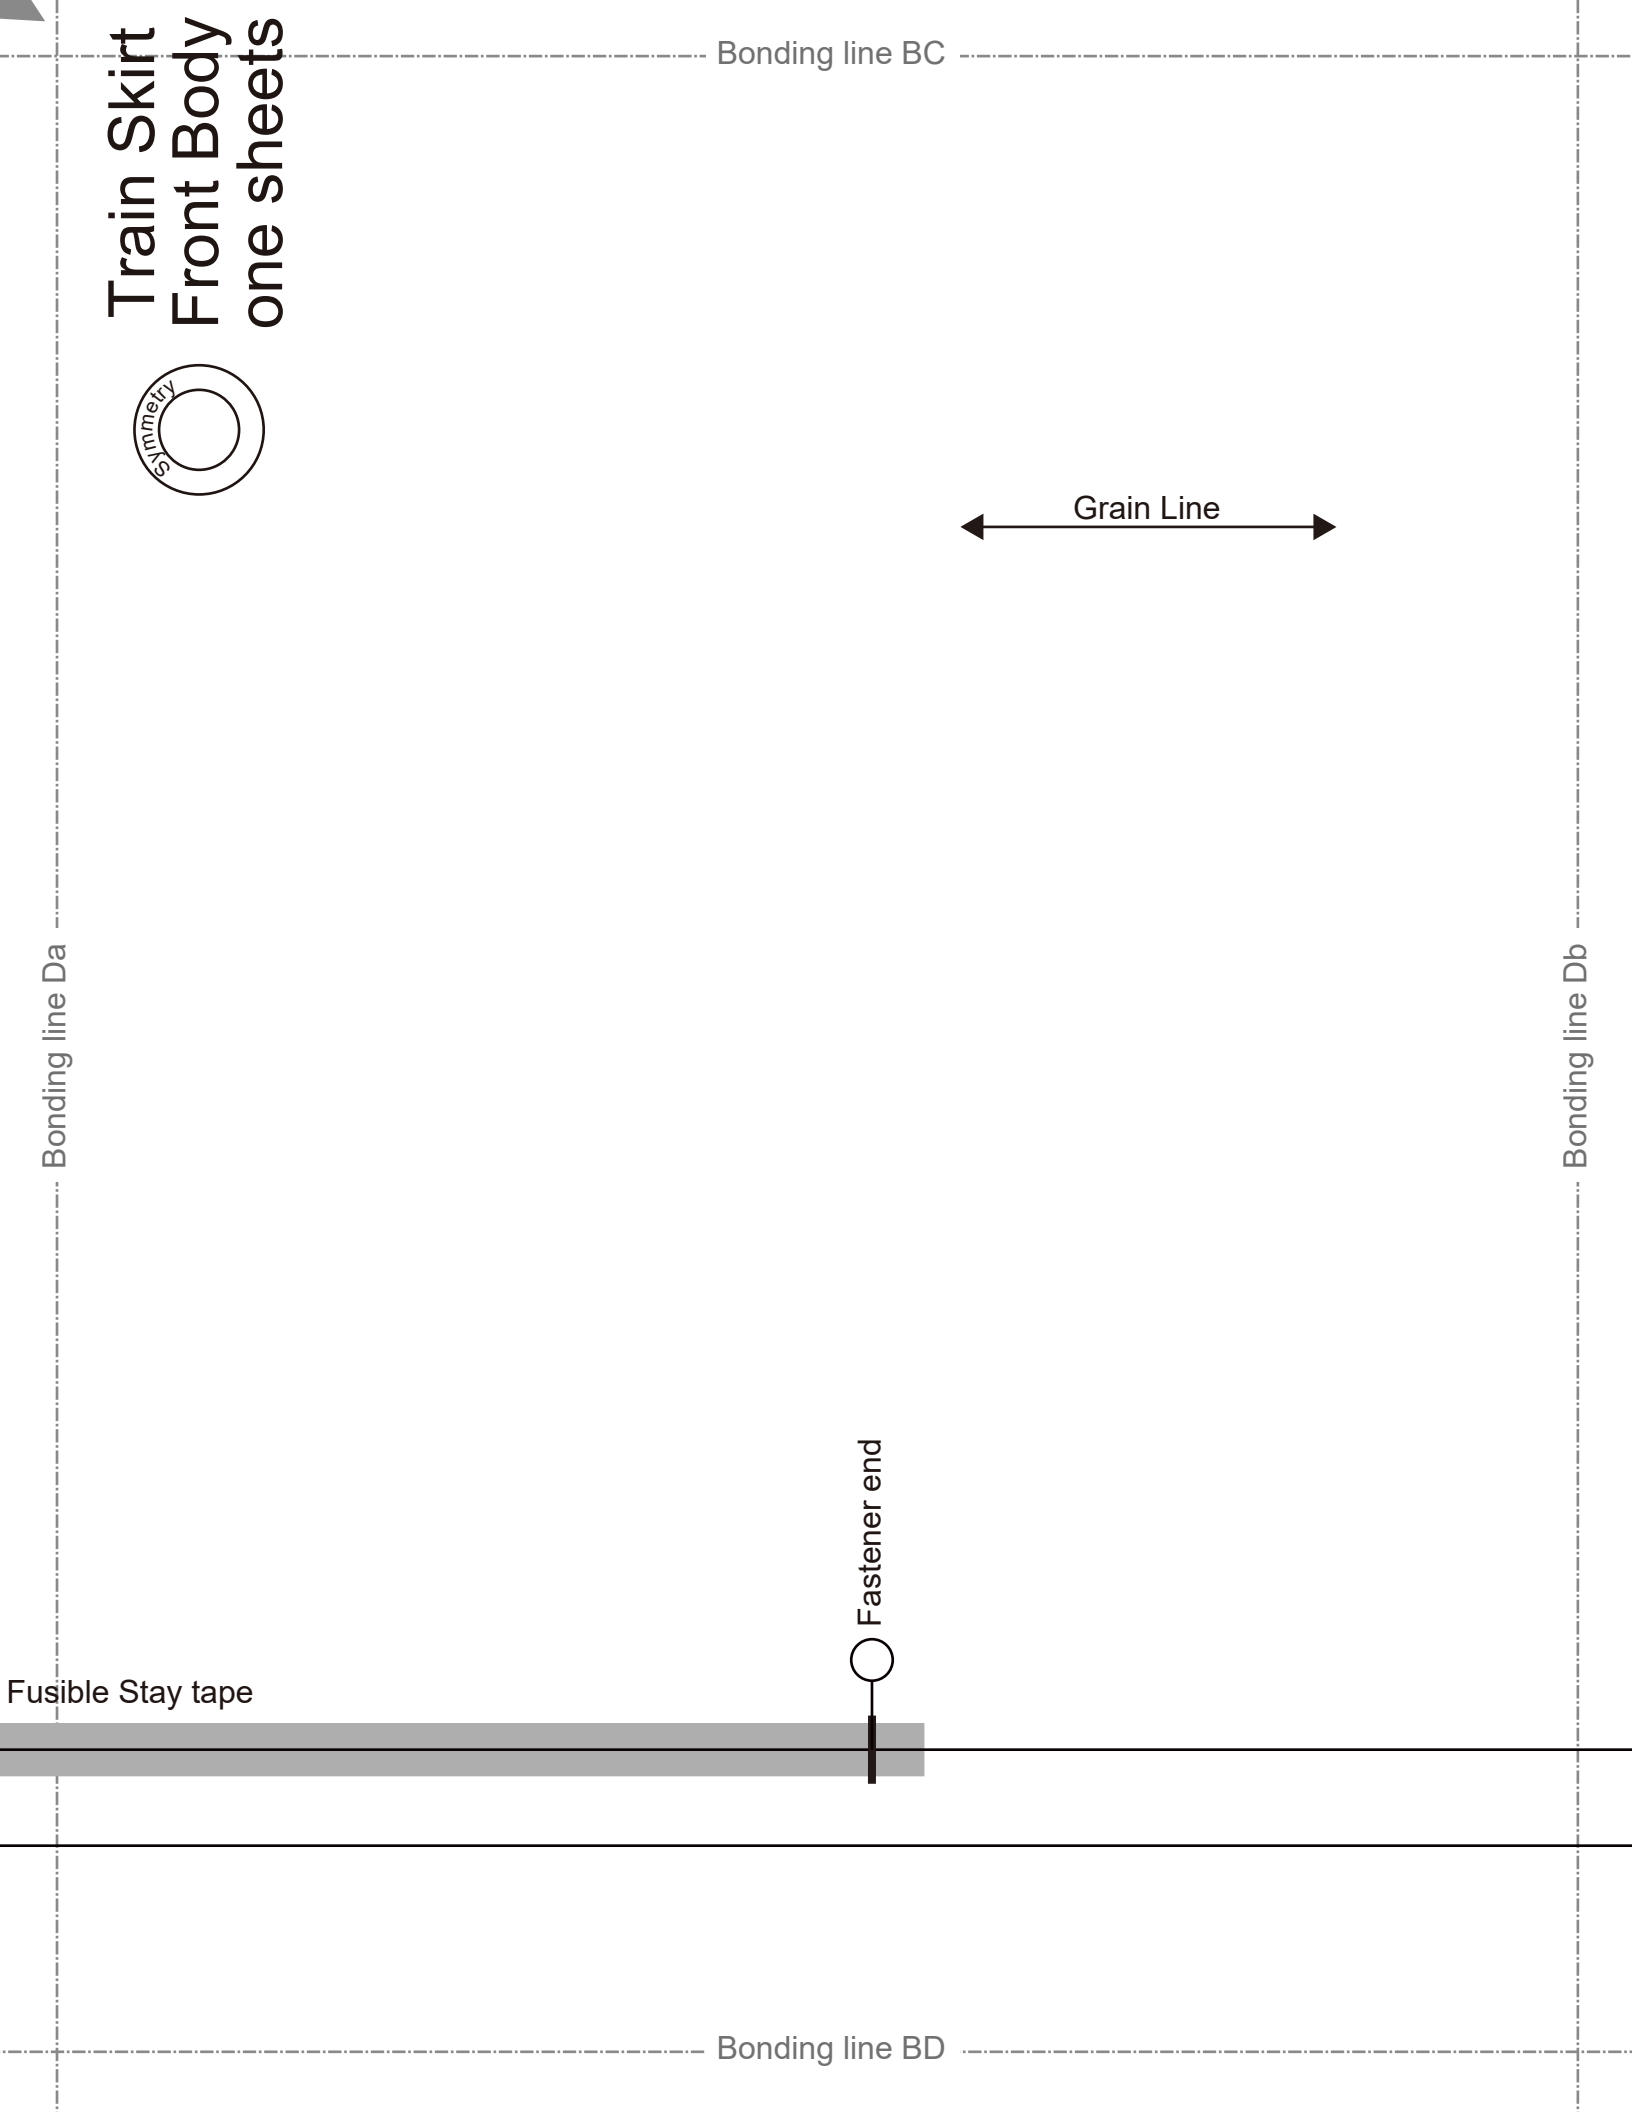 Bonding line BC
Train Skirt
Front Body
one sheets
Symmetry
Grain Line
Bonding line Da
Bonding line Db
Fastener end
Fusible Stay tape
Bonding line BD